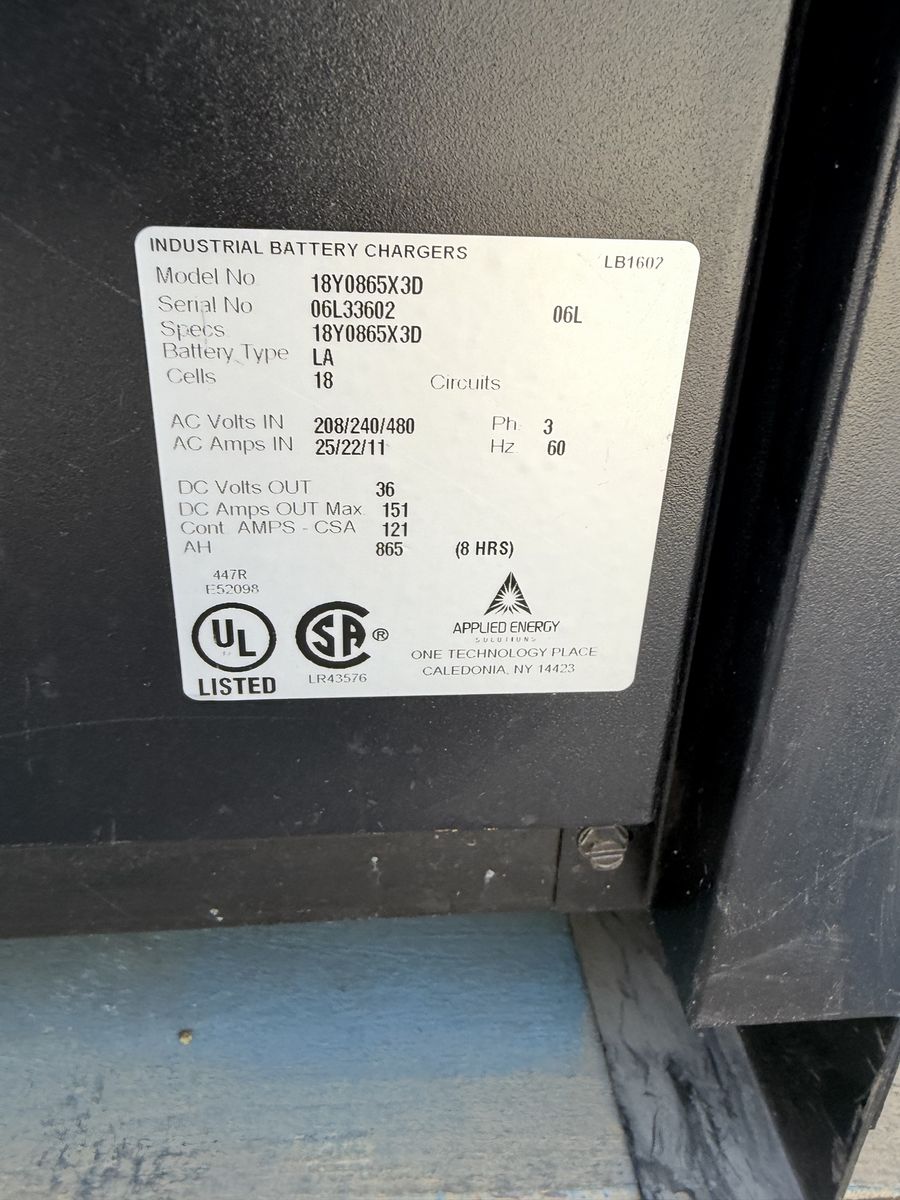 INDUSTRIAL BATTERY CHARGERS LB1602
Model No 18Y0865X3D
Serial No 06L33602 06L
Specs 18Y0865X3D
Battery Type LA
Cells 18 Circuits
AC Volts IN 208/240/480 Ph. 3
AC Amps IN 25/22/11 Hz. 60
DC Volts OUT 36
DC Amps OUT Max. 151
Cont. AMPS - CSA 121
AH 865 (8 HRS)
447R
E52098
UL
LISTED
SA ®
LR43576
APPLIED ENERGY
SOLUTIONS
ONE TECHNOLOGY PLACE
CALEDONIA, NY 14423